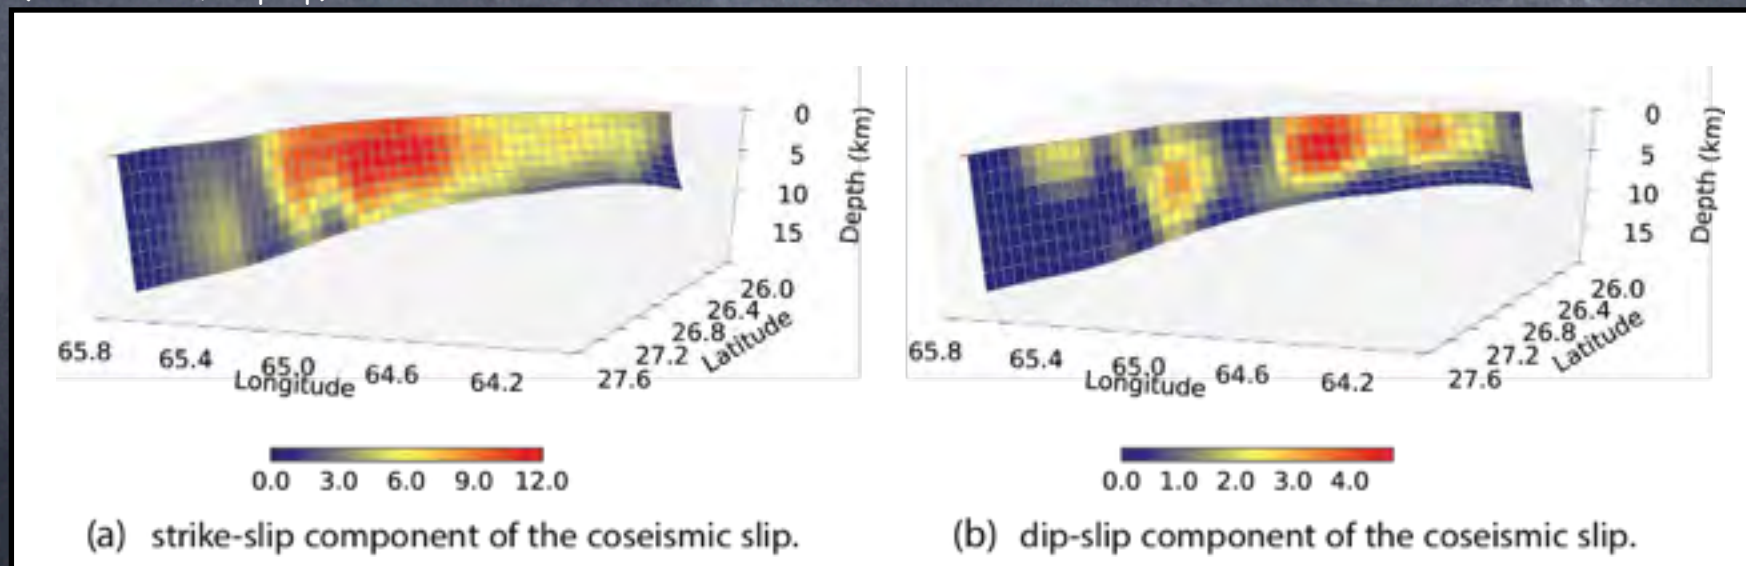 0
5
10
15
Depth (km)
26.0
26.4
26.8
27.2
27.6
Latitude
65.8 65.4 65.0 64.6 64.2
Longitude
0.0 3.0 6.0 9.0 12.0
(a) strike-slip component of the coseismic slip.
0
5
10
15
Depth (km)
26.0
26.4
26.8
27.2
27.6
Latitude
65.8 65.4 65.0 64.6 64.2
Longitude
0.0 1.0 2.0 3.0 4.0
(b) dip-slip component of the coseismic slip.